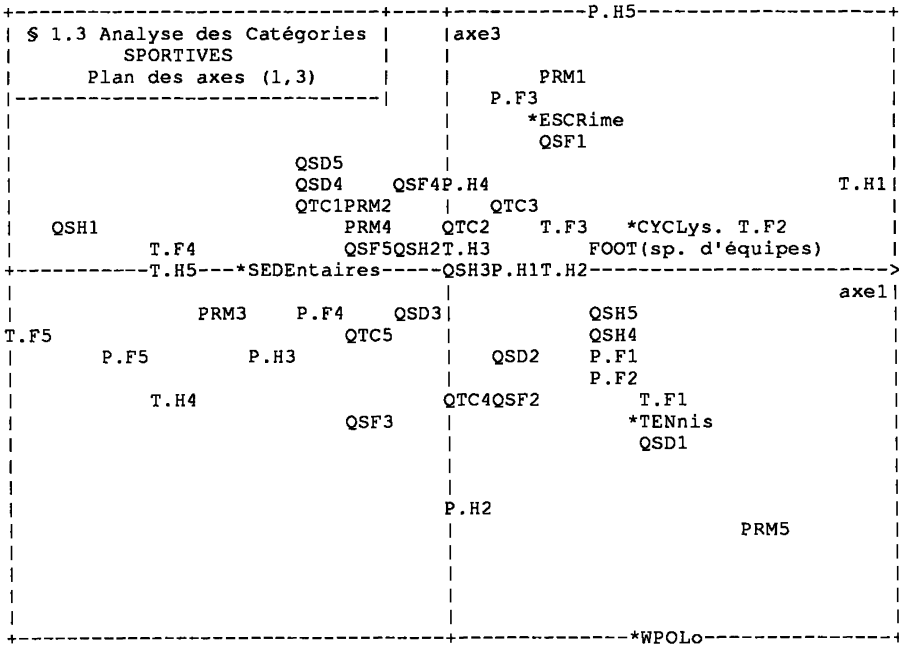 P.H5
§ 1.3 Analyse des Catégories axe3
SPORTIVES
Plan des axes (1,3) PRM1
P.F3
*ESCRime
QSF1
QSD5
QSD4 QSF4P.H4 T.H1
QTC1PRM2 QTC3
QSH1 PRM4 QTC2 T.F3 *CYCLys. T.F2
T.F4 QSF5QSH2T.H3 FOOT(sp. d'équipes)
T.H5---*SEDEntaires-----QSH3P.H1T.H2
axe1
PRM3 P.F4 QSD3 QSH5
T.F5 QTC5 QSH4
P.F5 P.H3 QSD2 P.F1
P.F2
T.H4 QTC4QSF2 T.F1
QSF3 *TENnis
QSD1
P.H2
PRM5
*WPOLo